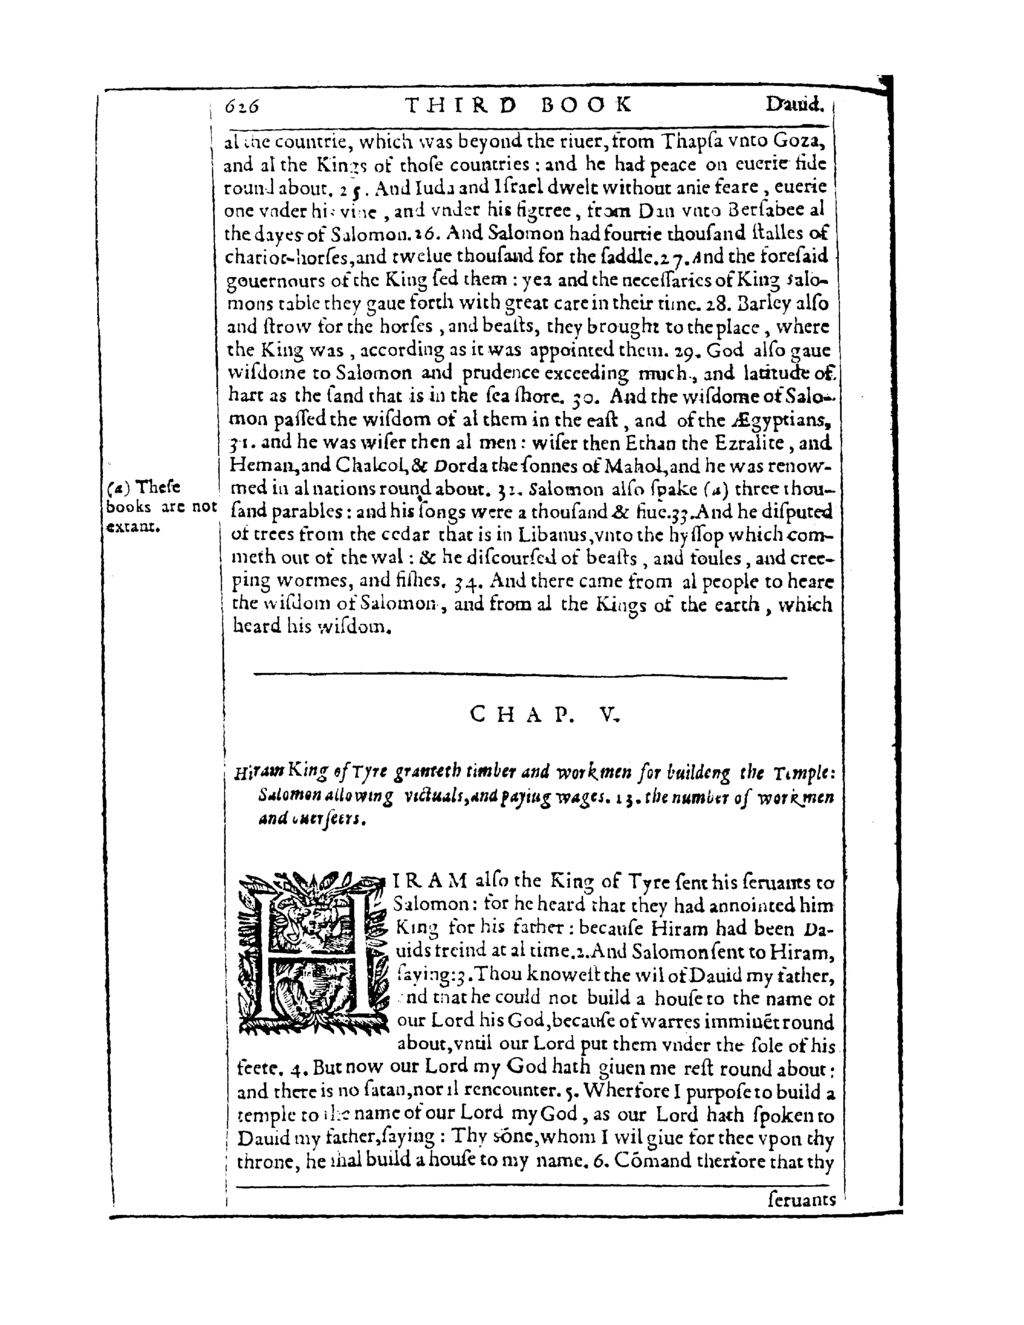 626 THIRD BOOK Dauid.
al the countrie, which was beyond the riuer, from Thapſa vnto Goza,
and al the Kings of thoſe countries : and he had peace on euerie ſide
round about. 25. And Iuda and Iſrael dwelt without anie feare , euerie
one vnder his vine , and vnder his figtree, from Dan vnto Berſabee al
the dayes of Salomon. 26. And Salomon had fourtie thouſand ſtalles of
chariot-horſes, and twelue thouſand for the ſaddle. 27. And the foreſaid
gouernours of the King fed them : yea and the neceſſaries of King Salo-
mons table they gaue forth with great care in their time. 28. Barley alſo
and ſtrow for the horſes , and beaſts, they brought to the place , where
the King was , according as it was appointed them. 29. God alſo gaue
wiſdome to Salomon and prudence exceeding much , and latitude of
hart as the ſand that is in the ſea ſhore. 30. And the wiſdome of Salo-
mon paſſed the wiſdom of al them in the eaſt , and of the Ægyptians,
31. and he was wiſer then al men : wiſer then Ethan the Ezralite , and
Heman, and Chalcol, & Dorda the ſonnes of Mahol, and he was renow-
med in al nations round about. 32. Salomon alſo ſpake (a) three thou-
(a) Theſe
books are not
extant.
ſand parables : and his ſongs were a thouſand & fiue. 33. And he diſputed
of trees from the cedar that is in Libanus, vnto the hyſſop which com-
meth out of the wal : & he diſcourſed of beaſts , and foules , and cree-
ping wormes, and fiſhes. 34. And there came from al people to heare
the wiſdom of Salomon , and from al the Kings of the earth , which
heard his wiſdom.
CHAP. V.
Hiram King of Tyre granteth timber and workmen for buildeng the Temple:
Salomon allowing victuals, and paying wages. 13. the number of workmen
and ouerſeers.
HIRAM alſo the King of Tyre ſent his ſeruants to
Salomon : for he heard that they had annointed him
King for his father : becauſe Hiram had been Da-
uids freind at al time. 2. And Salomon ſent to Hiram,
ſaying: 3. Thou knoweſt the wil of Dauid my father,
and that he could not build a houſe to the name of
our Lord his God, becauſe of warres imminēt round
about, vntil our Lord put them vnder the ſole of his
feete. 4. But now our Lord my God hath giuen me reſt round about :
and there is no ſatan, nor il rencounter. 5. Wherfore I purpoſe to build a
temple to the name of our Lord my God , as our Lord hath ſpoken to
Dauid my father, ſaying : Thy sōne, whom I wil giue for thee vpon thy
throne, he ſhal build a houſe to my name. 6. Cōmand therfore that thy
ſeruants